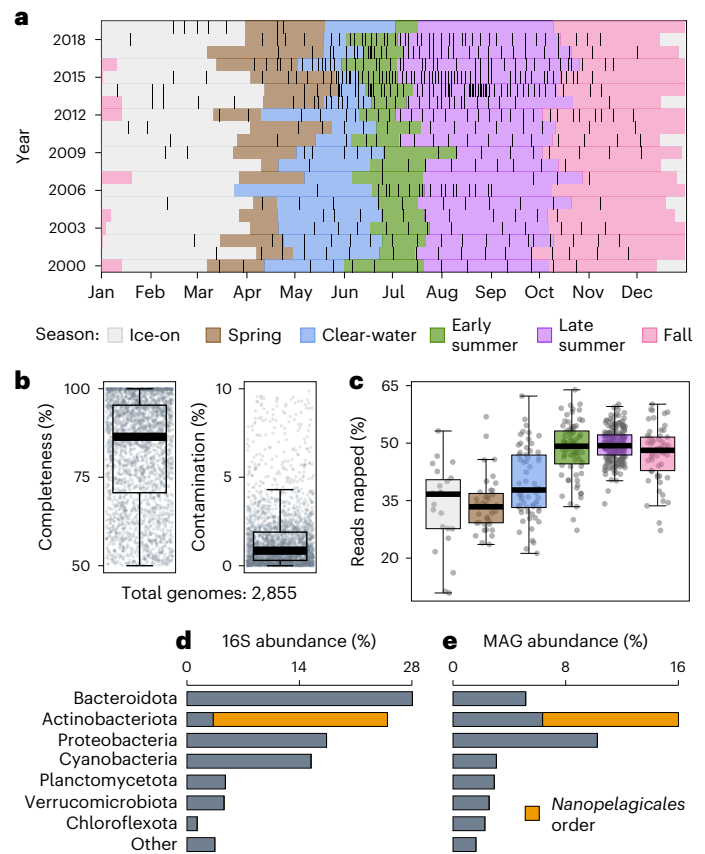 a
Year
2018
2015
2012
2009
2006
2003
2000
Jan Feb Mar Apr May Jun Jul Aug Sep Oct Nov Dec
Season: Ice-on Spring Clear-water Early summer Late summer Fall
b
Completeness (%)
100
75
50
Contamination (%)
10
5
0
Total genomes: 2,855
c
Reads mapped (%)
65
50
35
20
d 16S abundance (%)
0 14 28
e MAG abundance (%)
0 8 16
Bacteroidota
Actinobacteriota
Proteobacteria
Cyanobacteria
Planctomycetota
Verrucomicrobiota
Chloroflexota
Other
Nanopelagicales
order